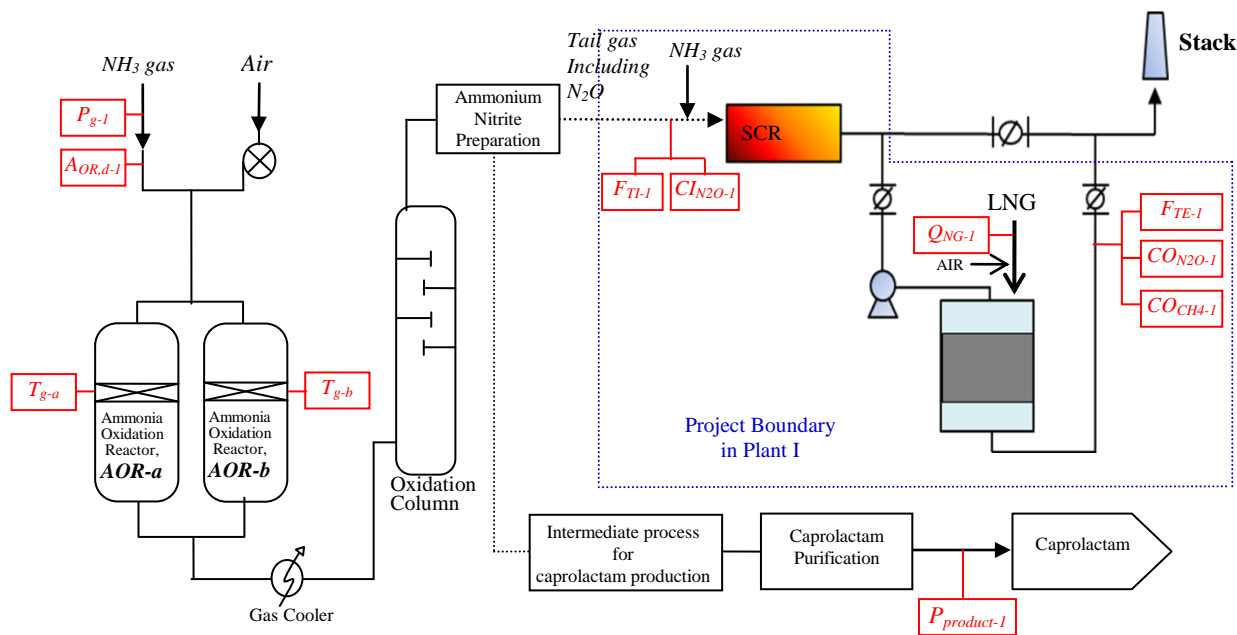 NH3 gas
Air
Pg-1
AOR,d-1
Tg-a
Tg-b
Ammonia
Oxidation
Reactor,
AOR-a
Ammonia
Oxidation
Reactor,
AOR-b
Gas Cooler
Oxidation
Column
Ammonium
Nitrite
Preparation
Tail gas
Including
N2O
NH3 gas
SCR
FTI-1
CIN2O-1
Stack
LNG
QNG-1
AIR
FTE-1
CON2O-1
COCH4-1
Project Boundary
in Plant I
Intermediate process
for
caprolactam production
Caprolactam
Purification
Caprolactam
Pproduct-1